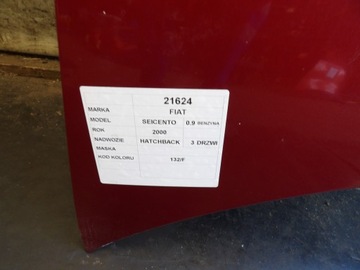 21624
MARKA FIAT
MODEL SEICENTO 0.9 BENZYNA
ROK 2000
NADWOZIE HATCHBACK 3 DRZWI
MASKA
KOD KOLORU 132/F